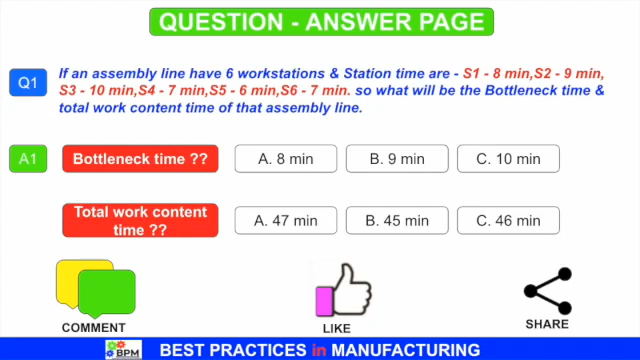 QUESTION - ANSWER PAGE
Q1
If an assembly line have 6 workstations & Station time are - S1 - 8 min,S2 - 9 min,
S3 - 10 min,S4 - 7 min,S5 - 6 min,S6 - 7 min. so what will be the Bottleneck time &
total work content time of that assembly line.
A1
Bottleneck time ??
A. 8 min
B. 9 min
C. 10 min
Total work content
time ??
A. 47 min
B. 45 min
C. 46 min
COMMENT
LIKE
SHARE
BPM
BEST PRACTICES in MANUFACTURING